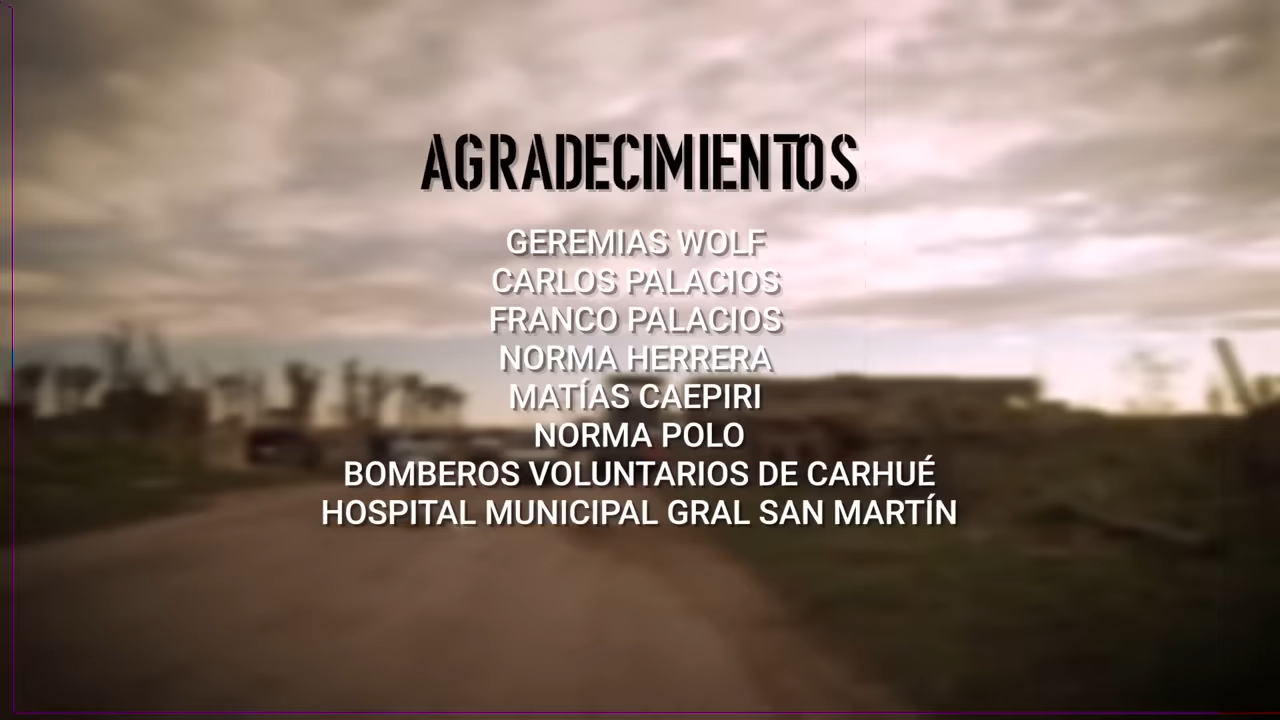 AGRADECIMIENTOS
GEREMIAS WOLF
CARLOS PALACIOS
FRANCO PALACIOS
NORMA HERRERA
MATÍAS CAEPIRI
NORMA POLO
BOMBEROS VOLUNTARIOS DE CARHUÉ
HOSPITAL MUNICIPAL GRAL SAN MARTÍN